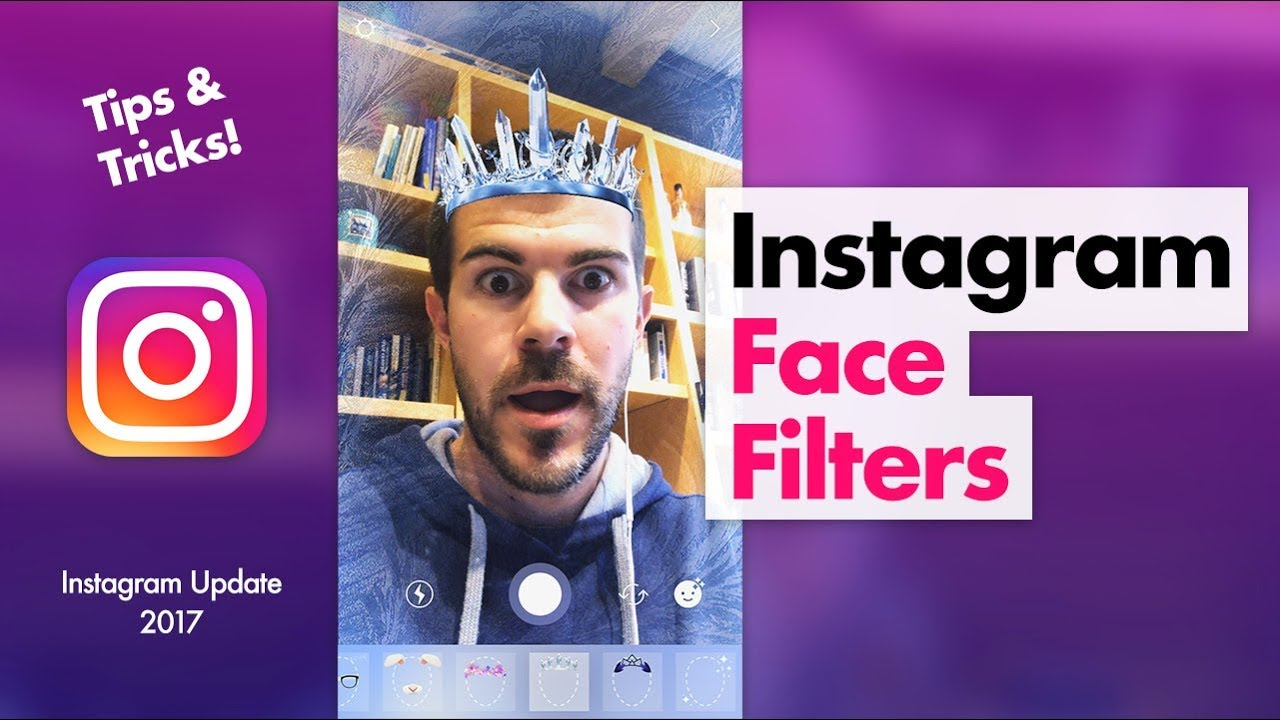 Tips &
Tricks!
Instagram Update
2017
Instagram
Face
Filters